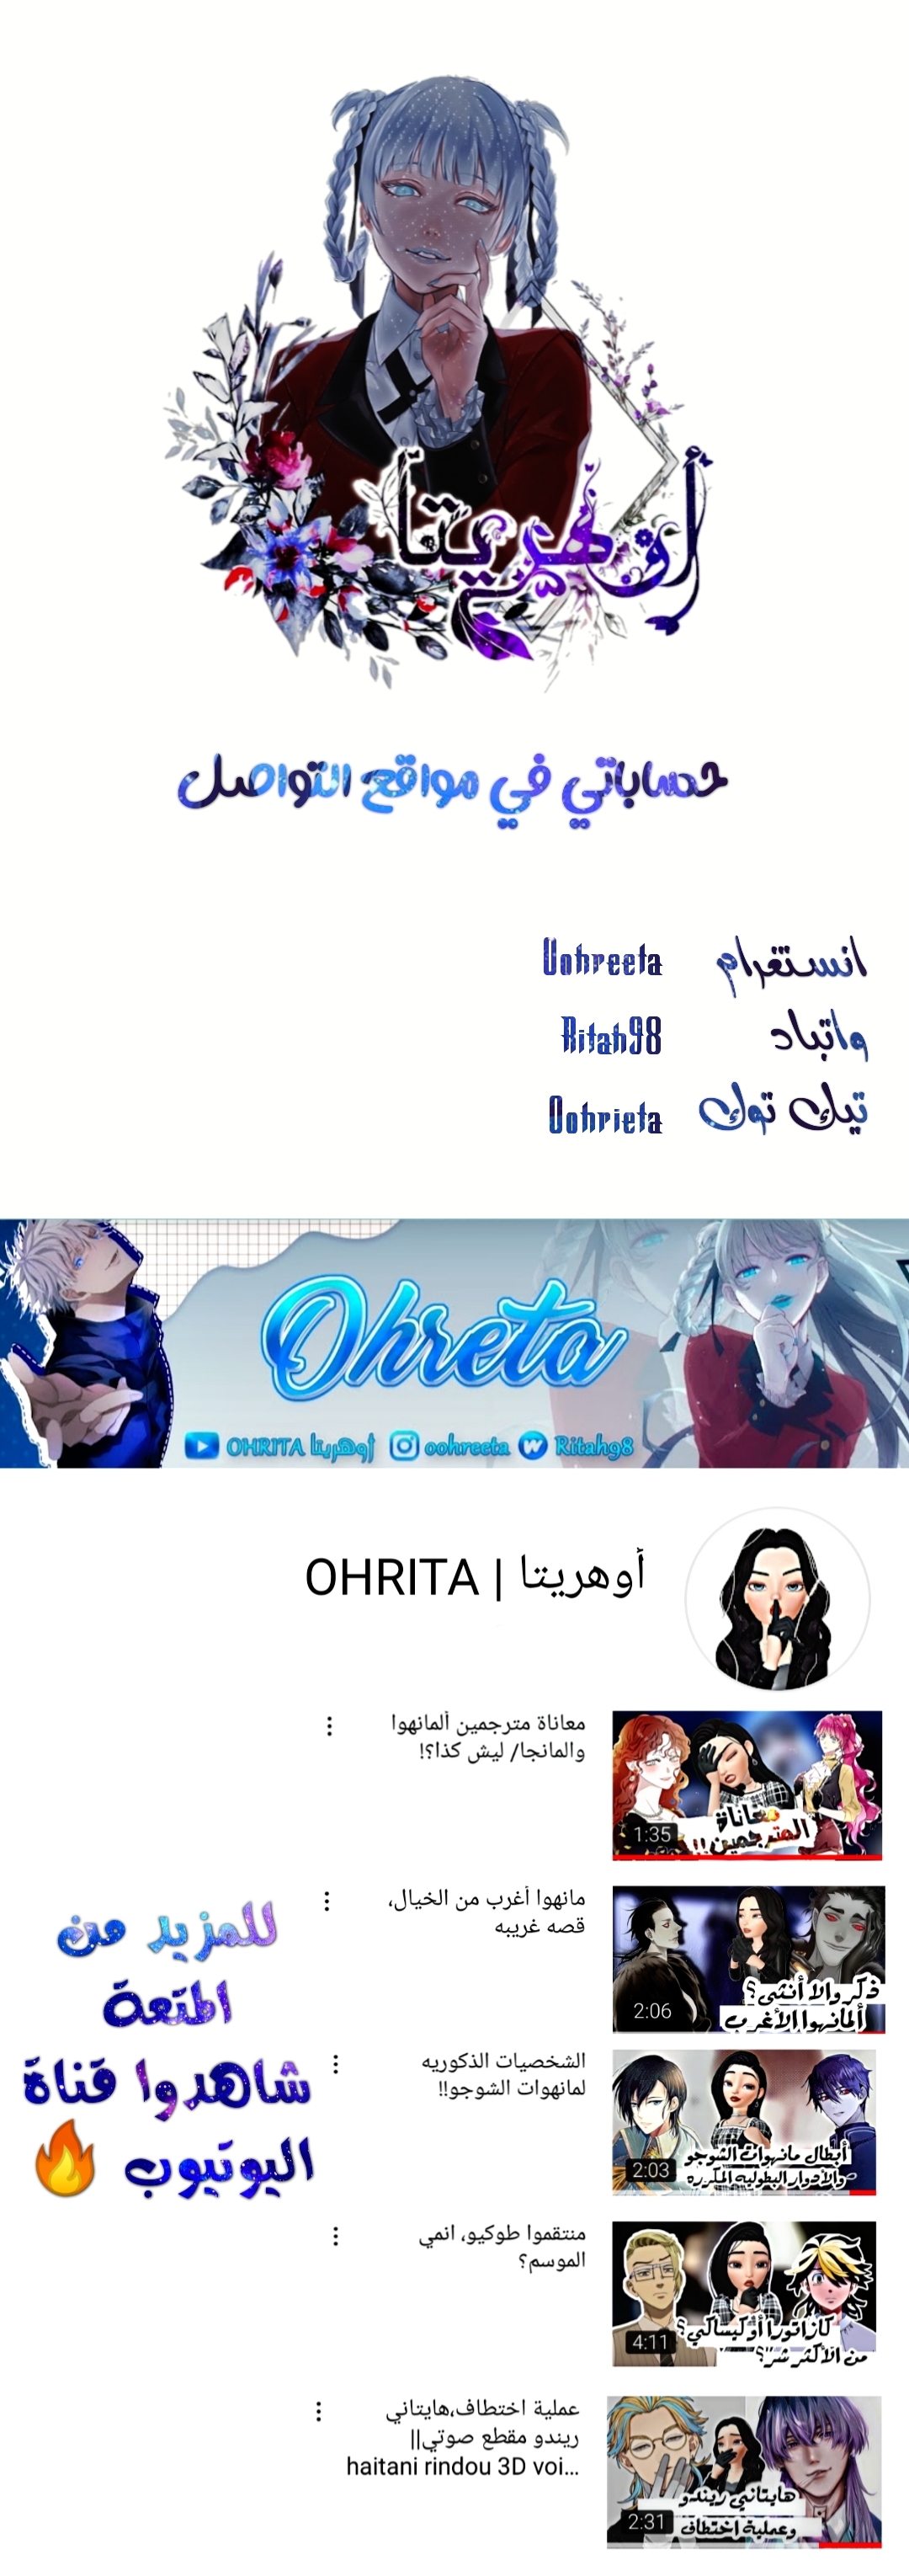 أوهريتا
حساباتي في مواقع التواصل
انستغرام Oohreeta
واتباد Ritah98
تيك توك Oohrieta
Ohreta
OHRITA أوهريتا oohreeta Ritah98
أوهريتا | OHRITA
معاناة مترجمين ألمانهوا
والمانجا/ ليش كذا؟!
معاناة
المترجمين!!
1:35
مانهوا أغرب من الخيال،
قصه غريبه
ذكر والا أنثى؟
ألمانهوا الأغرب
2:06
الشخصيات الذكوريه
لمانهوات الشوجو!!
أبطال مانهوات الشوجو
والأدوار البطوليه المكرره
2:03
للمزيد من
المتعة
شاهدوا قناة
اليوتيوب 🔥
منتقموا طوكيو، انمي
الموسم؟
كازاتورا أو كيساكي؟
من الأكثر شر؟
4:11
عملية اختطاف،هايتاني
ريندو مقطع صوتي||
haitani rindou 3D voi...
هايتاني ريندو
وعملية اختطاف
2:31